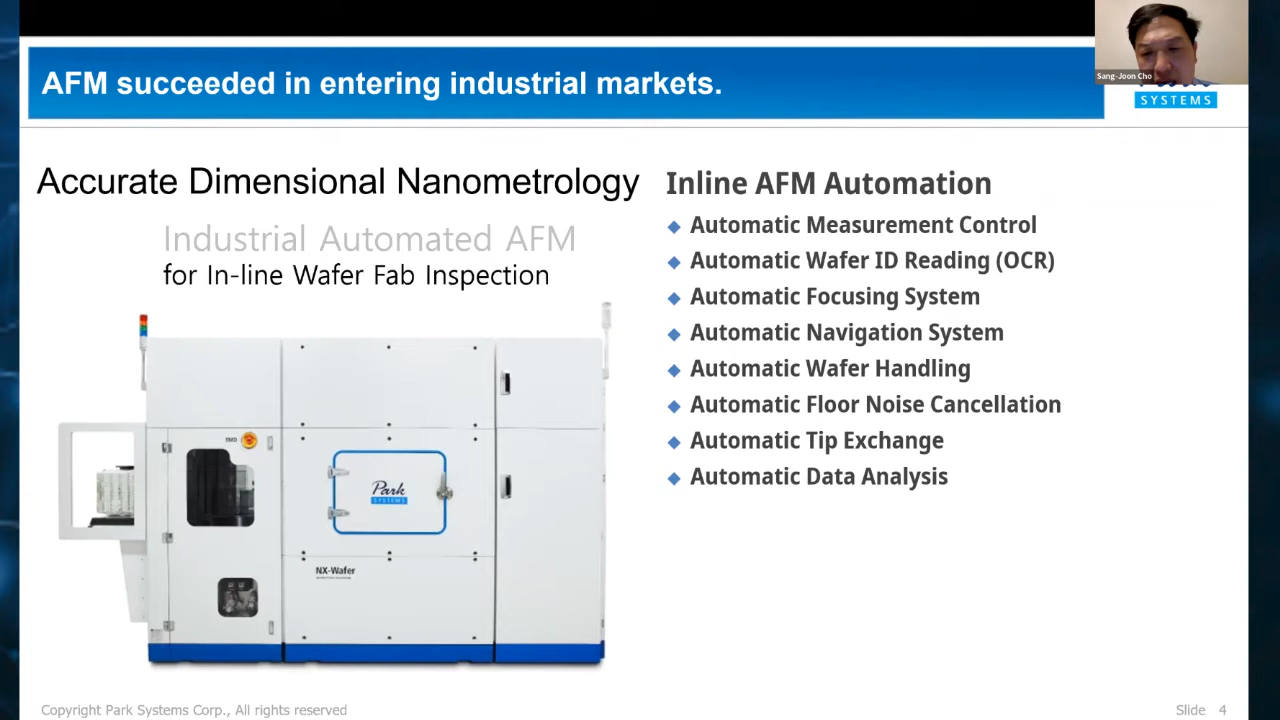 AFM succeeded in entering industrial markets.
Sang-Joon Cho
Park
SYSTEMS
Accurate Dimensional Nanometrology
Industrial Automated AFM
for In-line Wafer Fab Inspection
Inline AFM Automation
Automatic Measurement Control
Automatic Wafer ID Reading (OCR)
Automatic Focusing System
Automatic Navigation System
Automatic Wafer Handling
Automatic Floor Noise Cancellation
Automatic Tip Exchange
Automatic Data Analysis
Park
SYSTEMS
NX-Wafer
Copyright Park Systems Corp., All rights reserved
Slide 4